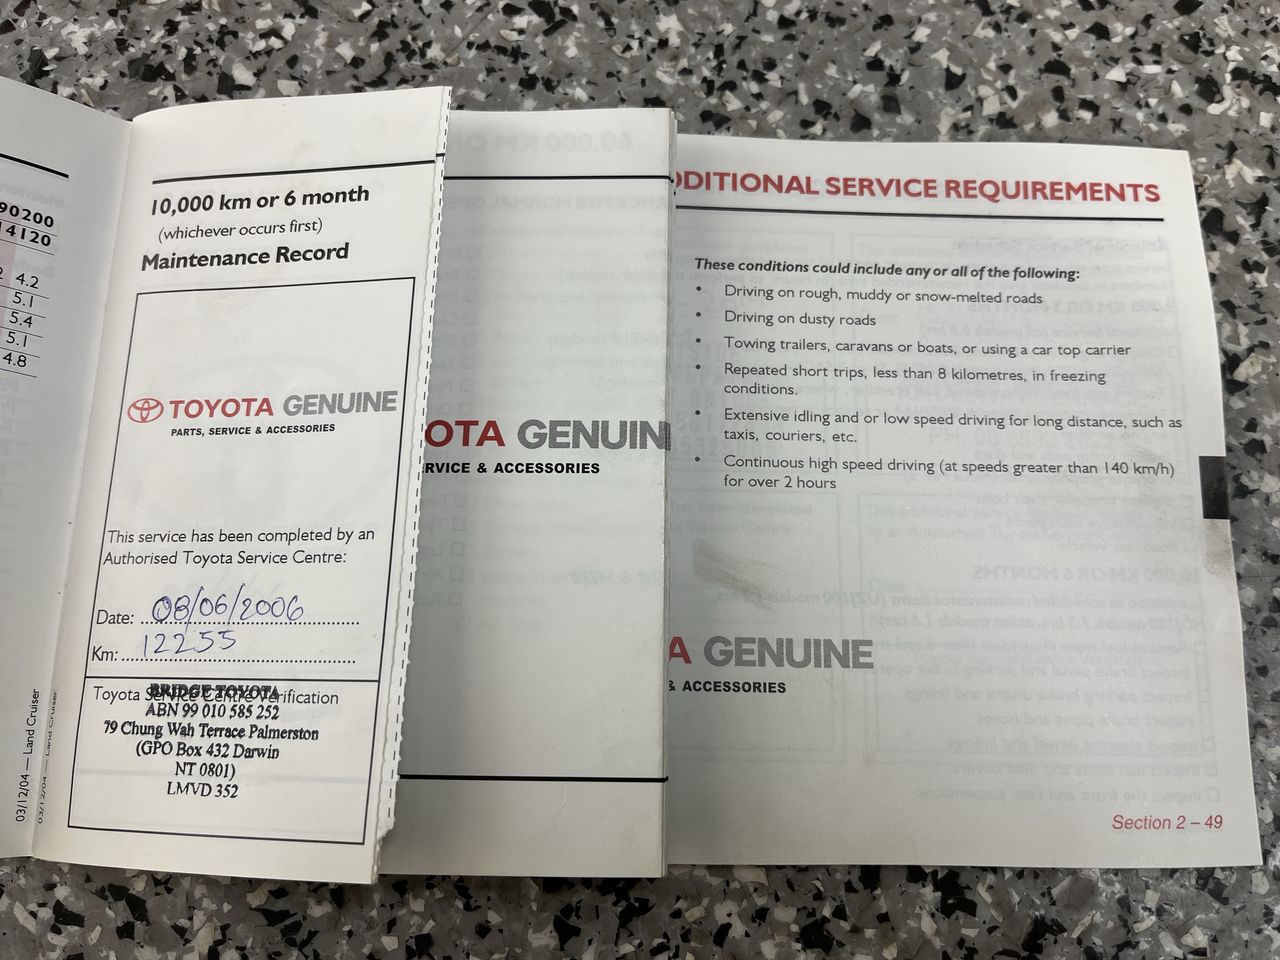 90200
14120
4.2
5.1
5.4
5.1
4.8
03/12/04 — Land Cruiser
03/12/04 — Land Cruiser
10,000 km or 6 month
(whichever occurs first)
Maintenance Record
TOYOTA GENUINE
PARTS, SERVICE & ACCESSORIES
This service has been completed by an
Authorised Toyota Service Centre:
Date: 08/06/2006
Km: 12255
Toyota Service Centre Verification
BRIDGE TOYOTA
ABN 99 010 585 252
79 Chung Wah Terrace Palmerston
(GPO Box 432 Darwin
NT 0801)
LMVD 352
OTA GENUIN
ERVICE & ACCESSORIES
DDITIONAL SERVICE REQUIREMENTS
These conditions could include any or all of the following:
• Driving on rough, muddy or snow-melted roads
• Driving on dusty roads
• Towing trailers, caravans or boats, or using a car top carrier
• Repeated short trips, less than 8 kilometres, in freezing
conditions.
• Extensive idling and or low speed driving for long distance, such as
taxis, couriers, etc.
• Continuous high speed driving (at speeds greater than 140 km/h)
for over 2 hours
A GENUINE
& ACCESSORIES
Section 2 – 49